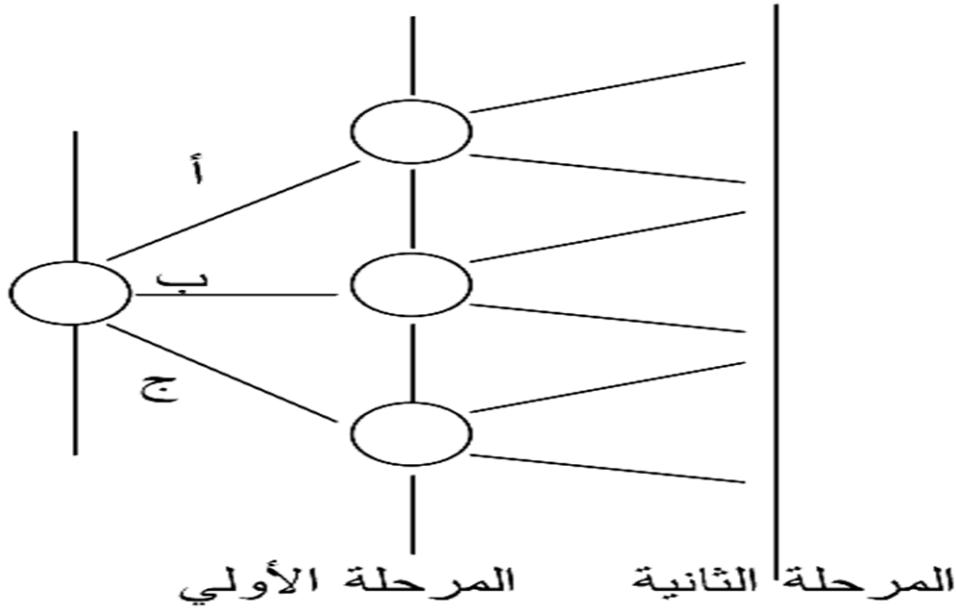 أ
ب
ج
المرحلة الأولي
المرحلة الثانية